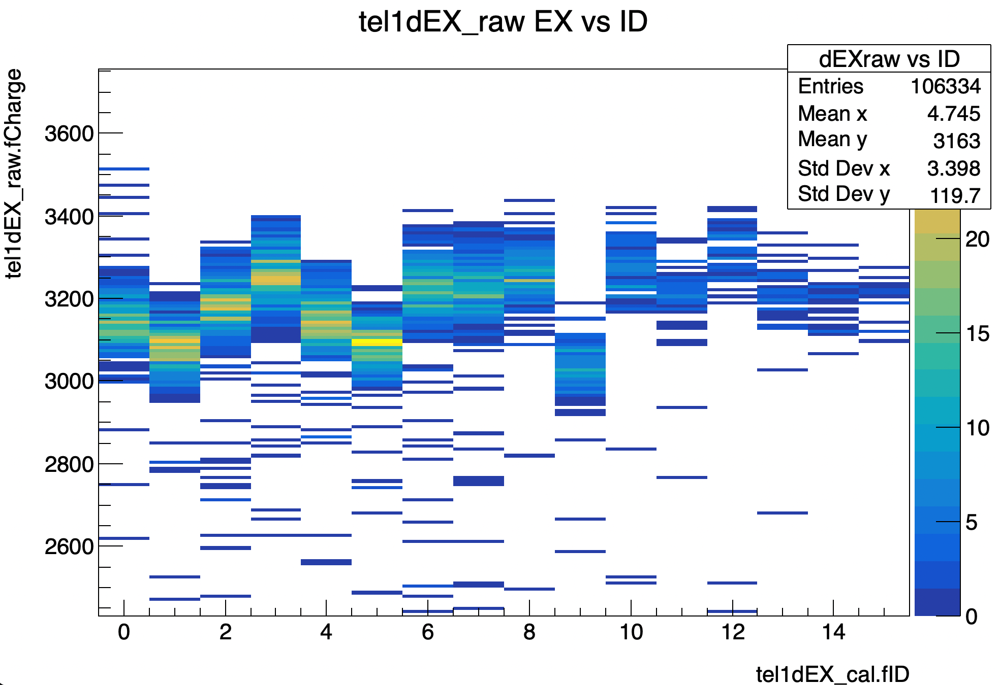 tel1dEX_raw EX vs ID
tel1dEX_raw.fCharge
dEXraw vs ID
Entries 106334
Mean x 4.745
Mean y 3163
Std Dev x 3.398
Std Dev y 119.7
3600
3400
3200
3000
2800
2600
20
15
10
5
0
0 2 4 6 8 10 12 14
tel1dEX_cal.fID